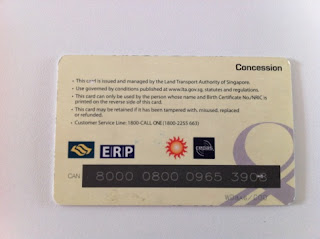 Concession
• This card is issued and managed by the Land Transport Authority of Singapore.
• Use governed by conditions published at www.lta.gov.sg, statutes and regulations.
• This card can only be used by the person whose name and Birth Certificate No./NRIC is
printed on the reverse side of this card.
• This card may be retained if it has been tampered with, misused, replaced
or refunded.
• Customer Service Line: 1800-CALL ONE (1800-2255 663)
ERP
cepas
CAN 8000 0800 0965 390